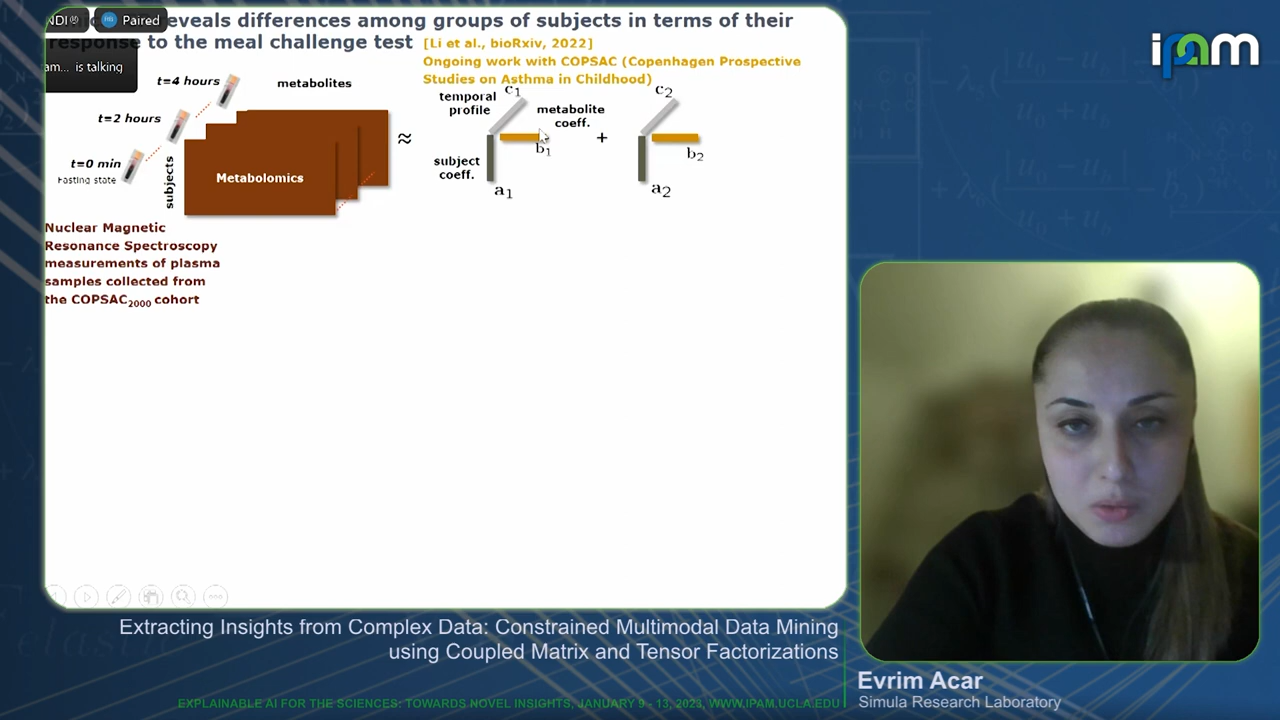 NDI
Paired
eveals differences among groups of subjects in terms of their
response to the meal challenge test [Li et al., bioRxiv, 2022]
Ongoing work with COPSAC (Copenhagen Prospective
Studies on Asthma in Childhood)
am... is talking
t=4 hours
metabolites
t=2 hours
t=0 min
Fasting state
subjects
Metabolomics
≈
temporal
profile
c1
metabolite
coeff.
b1
subject
coeff.
a1
+
c2
b2
a2
Nuclear Magnetic
Resonance Spectroscopy
measurements of plasma
samples collected from
the COPSAC2000 cohort
ipam
Extracting Insights from Complex Data: Constrained Multimodal Data Mining
using Coupled Matrix and Tensor Factorizations
Evrim Acar
Simula Research Laboratory
EXPLAINABLE AI FOR THE SCIENCES: TOWARDS NOVEL INSIGHTS, JANUARY 9 - 13, 2023, WWW.IPAM.UCLA.EDU